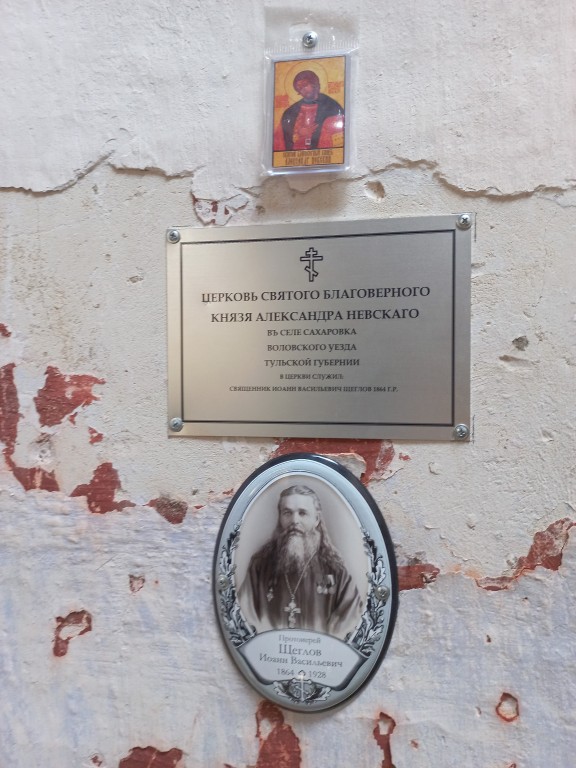 ЦЕРКОВЬ СВЯТОГО БЛАГОВЕРНОГО
КНЯЗЯ АЛЕКСАНДРА НЕВСКАГО
ВЪ СЕЛЕ САХАРОВКА
ВОЛОВСКОГО УЕЗДА
ТУЛЬСКОЙ ГУБЕРНИИ
В ЦЕРКВИ СЛУЖИЛЪ
СВЯЩЕННИК ИОАНН ВАСИЛЬЕВИЧ ЩЕГЛОВ 1864 Г.Р.
Протоиерей
Щеглов
Иоанн Васильевич
1864 1928